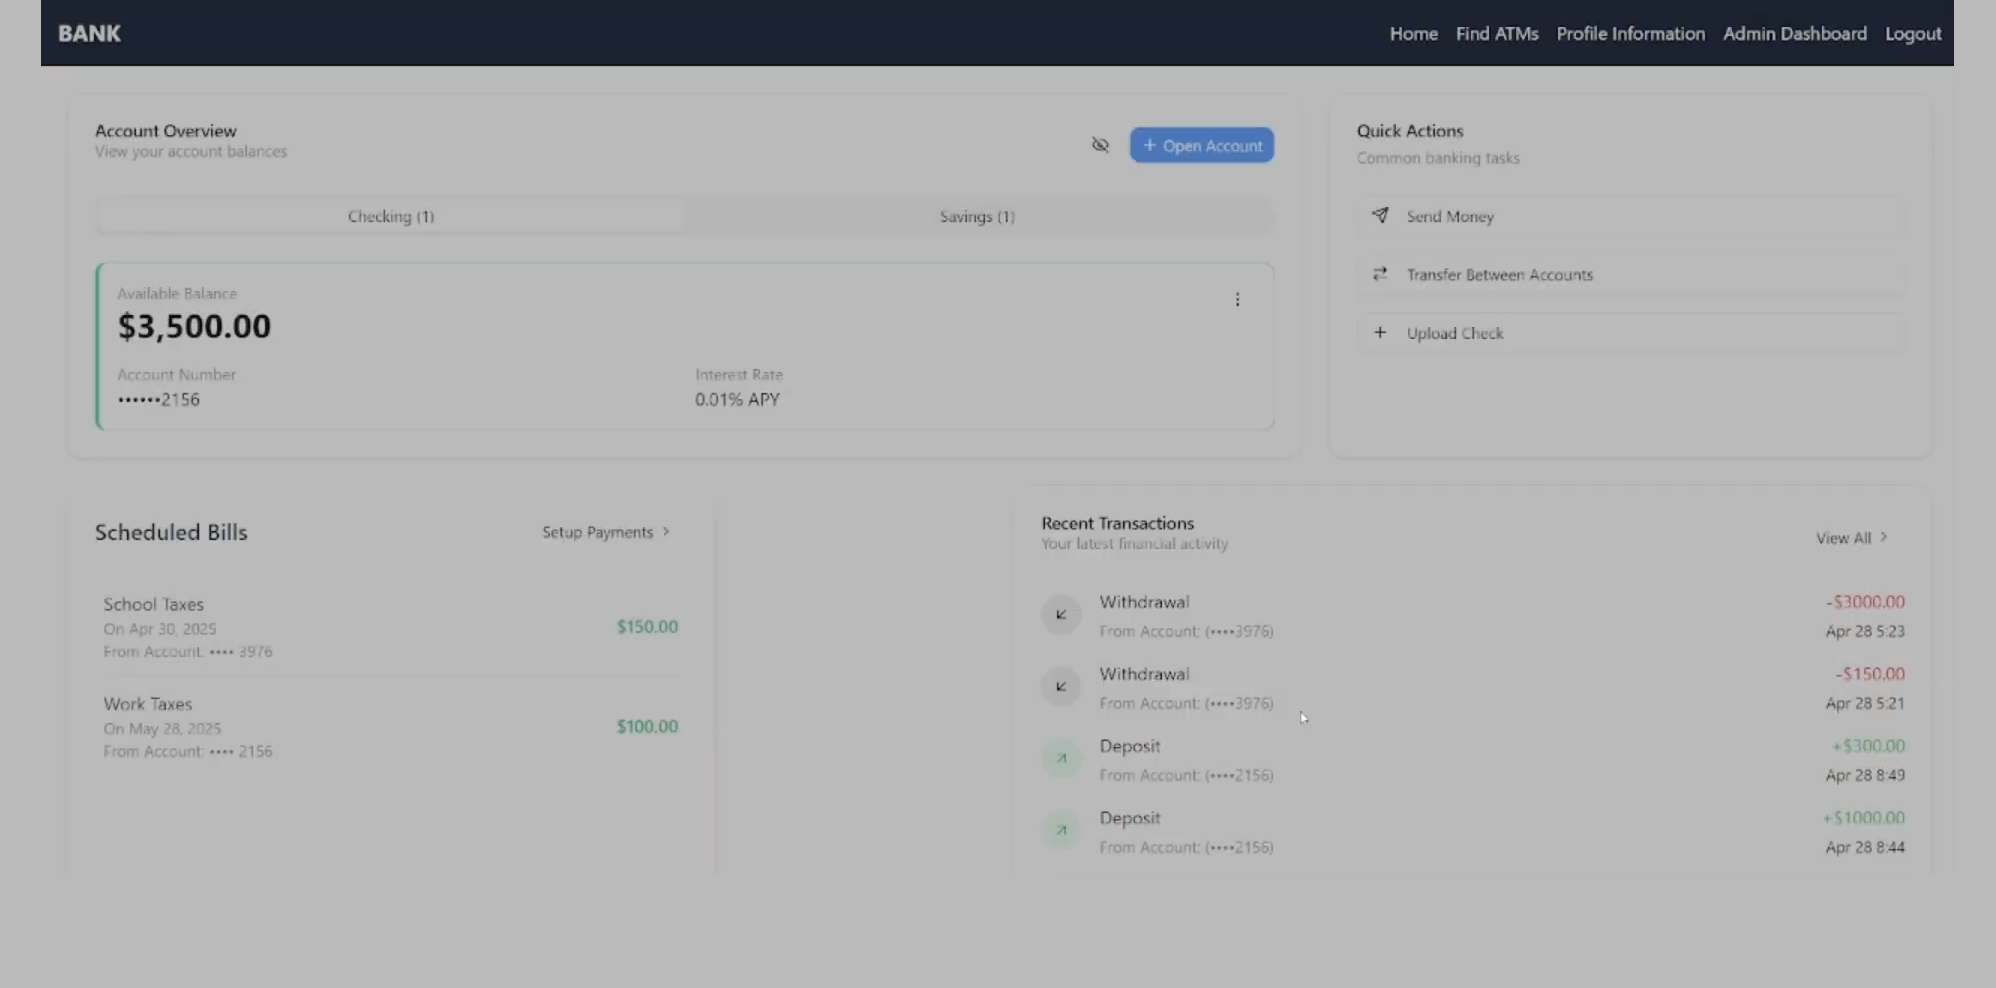 BANK
Home Find ATMs Profile Information Admin Dashboard Logout
Account Overview
View your account balances
+ Open Account
Checking (1) Savings (1)
Available Balance
$3,500.00
Account Number
••••••2156
Interest Rate
0.01% APY
Quick Actions
Common banking tasks
Send Money
Transfer Between Accounts
+ Upload Check
Scheduled Bills
Setup Payments >
School Taxes
On Apr 30, 2025
From Account: •••• 3976
$150.00
Work Taxes
On May 28, 2025
From Account: •••• 2156
$100.00
Recent Transactions
Your latest financial activity
View All >
Withdrawal
From Account: (••••3976)
-$3000.00
Apr 28 5:23
Withdrawal
From Account: (••••3976)
-$150.00
Apr 28 5:21
Deposit
From Account: (••••2156)
+$300.00
Apr 28 8:49
Deposit
From Account: (••••2156)
+$1000.00
Apr 28 8:44